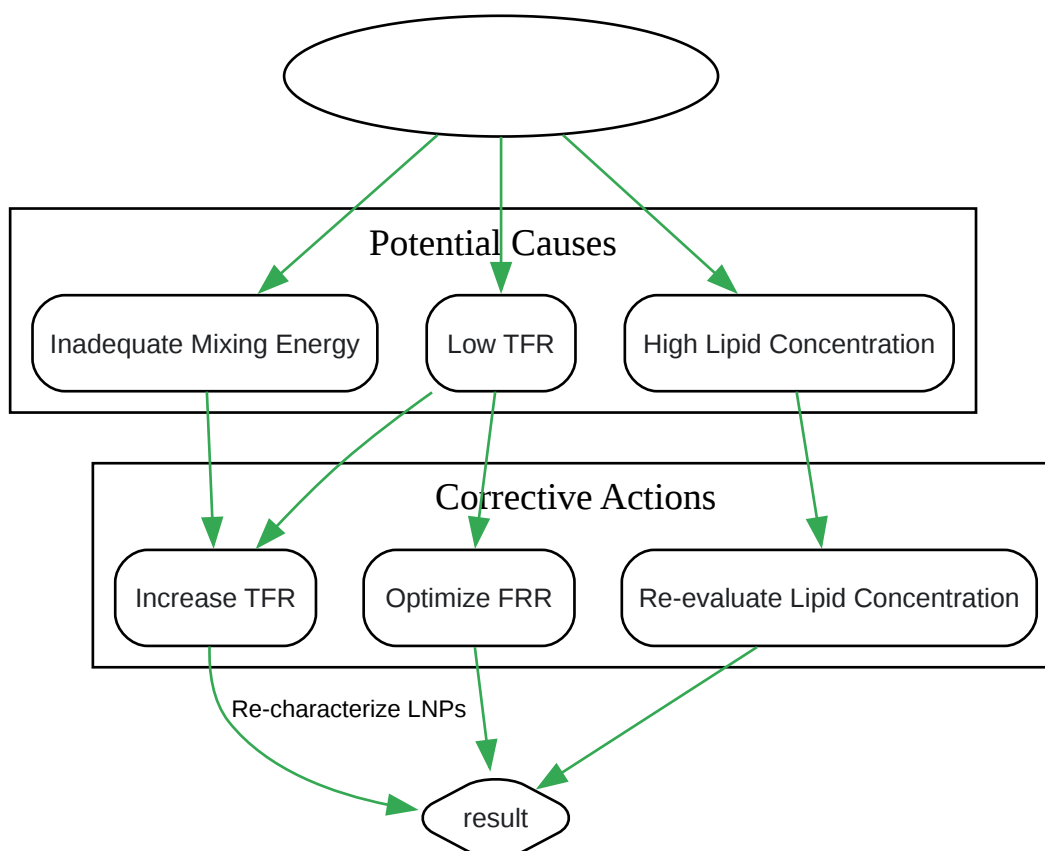 Potential Causes
Inadequate Mixing Energy
Low TFR
High Lipid Concentration
Corrective Actions
Increase TFR
Optimize FRR
Re-evaluate Lipid Concentration
Re-characterize LNPs
result